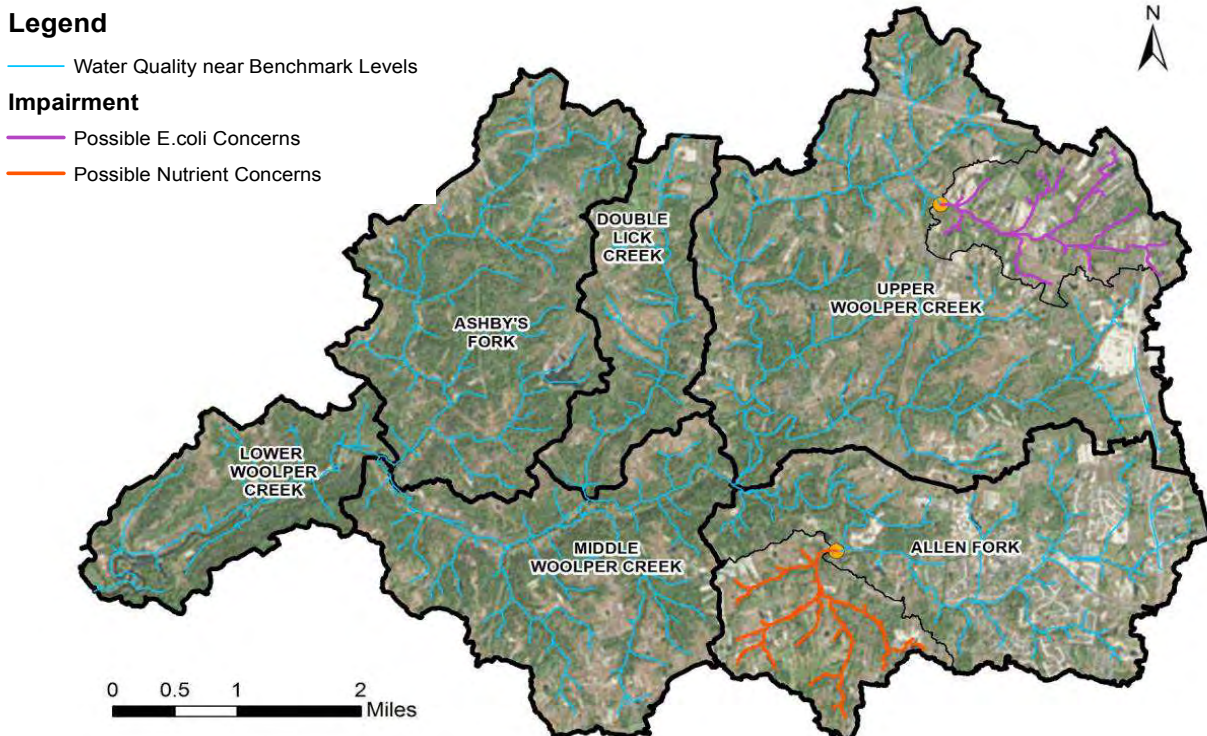 Legend
Water Quality near Benchmark Levels
Impairment
Possible E.coli Concerns
Possible Nutrient Concerns
N
DOUBLE
LICK
CREEK
UPPER
WOOLPER CREEK
ASHBY'S
FORK
LOWER
WOOLPER
CREEK
MIDDLE
WOOLPER CREEK
ALLEN FORK
0 0.5 1 2
Miles